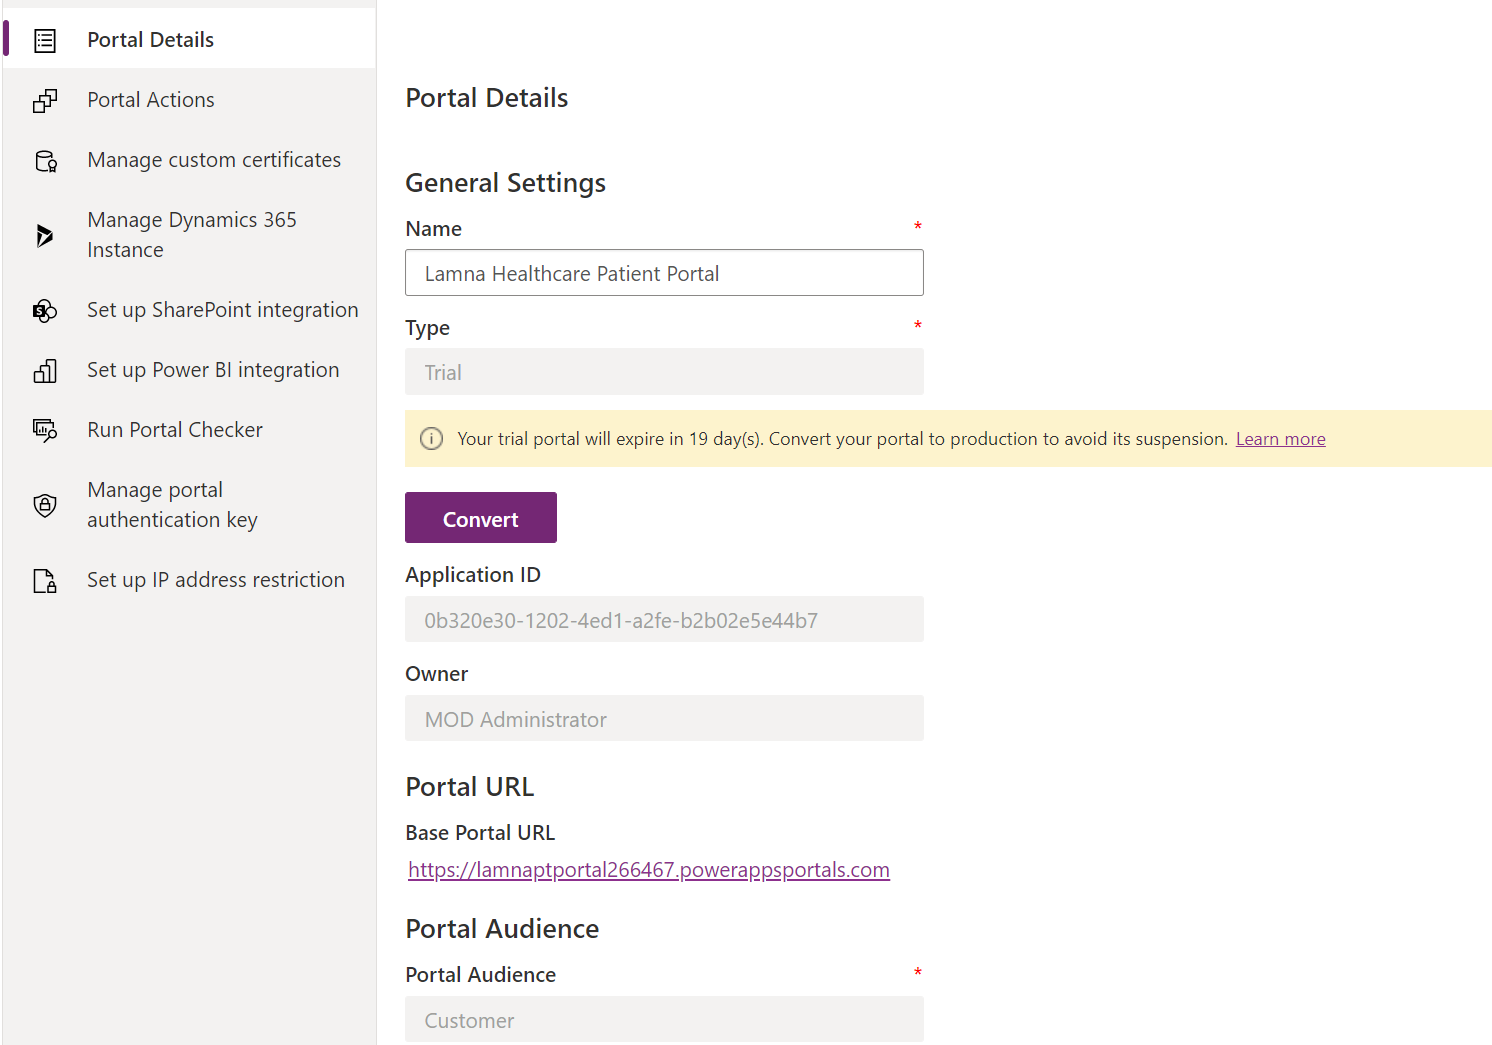 Portal Details
Portal Actions
Manage custom certificates
Manage Dynamics 365
Instance
Set up SharePoint integration
Set up Power BI integration
Run Portal Checker
Manage portal
authentication key
Set up IP address restriction
Portal Details
General Settings
Name *
Lamna Healthcare Patient Portal
Type *
Trial
Your trial portal will expire in 19 day(s). Convert your portal to production to avoid its suspension. Learn more
Convert
Application ID
0b320e30-1202-4ed1-a2fe-b2b02e5e44b7
Owner
MOD Administrator
Portal URL
Base Portal URL
https://lamnaptportal266467.powerappsportals.com
Portal Audience
Portal Audience *
Customer